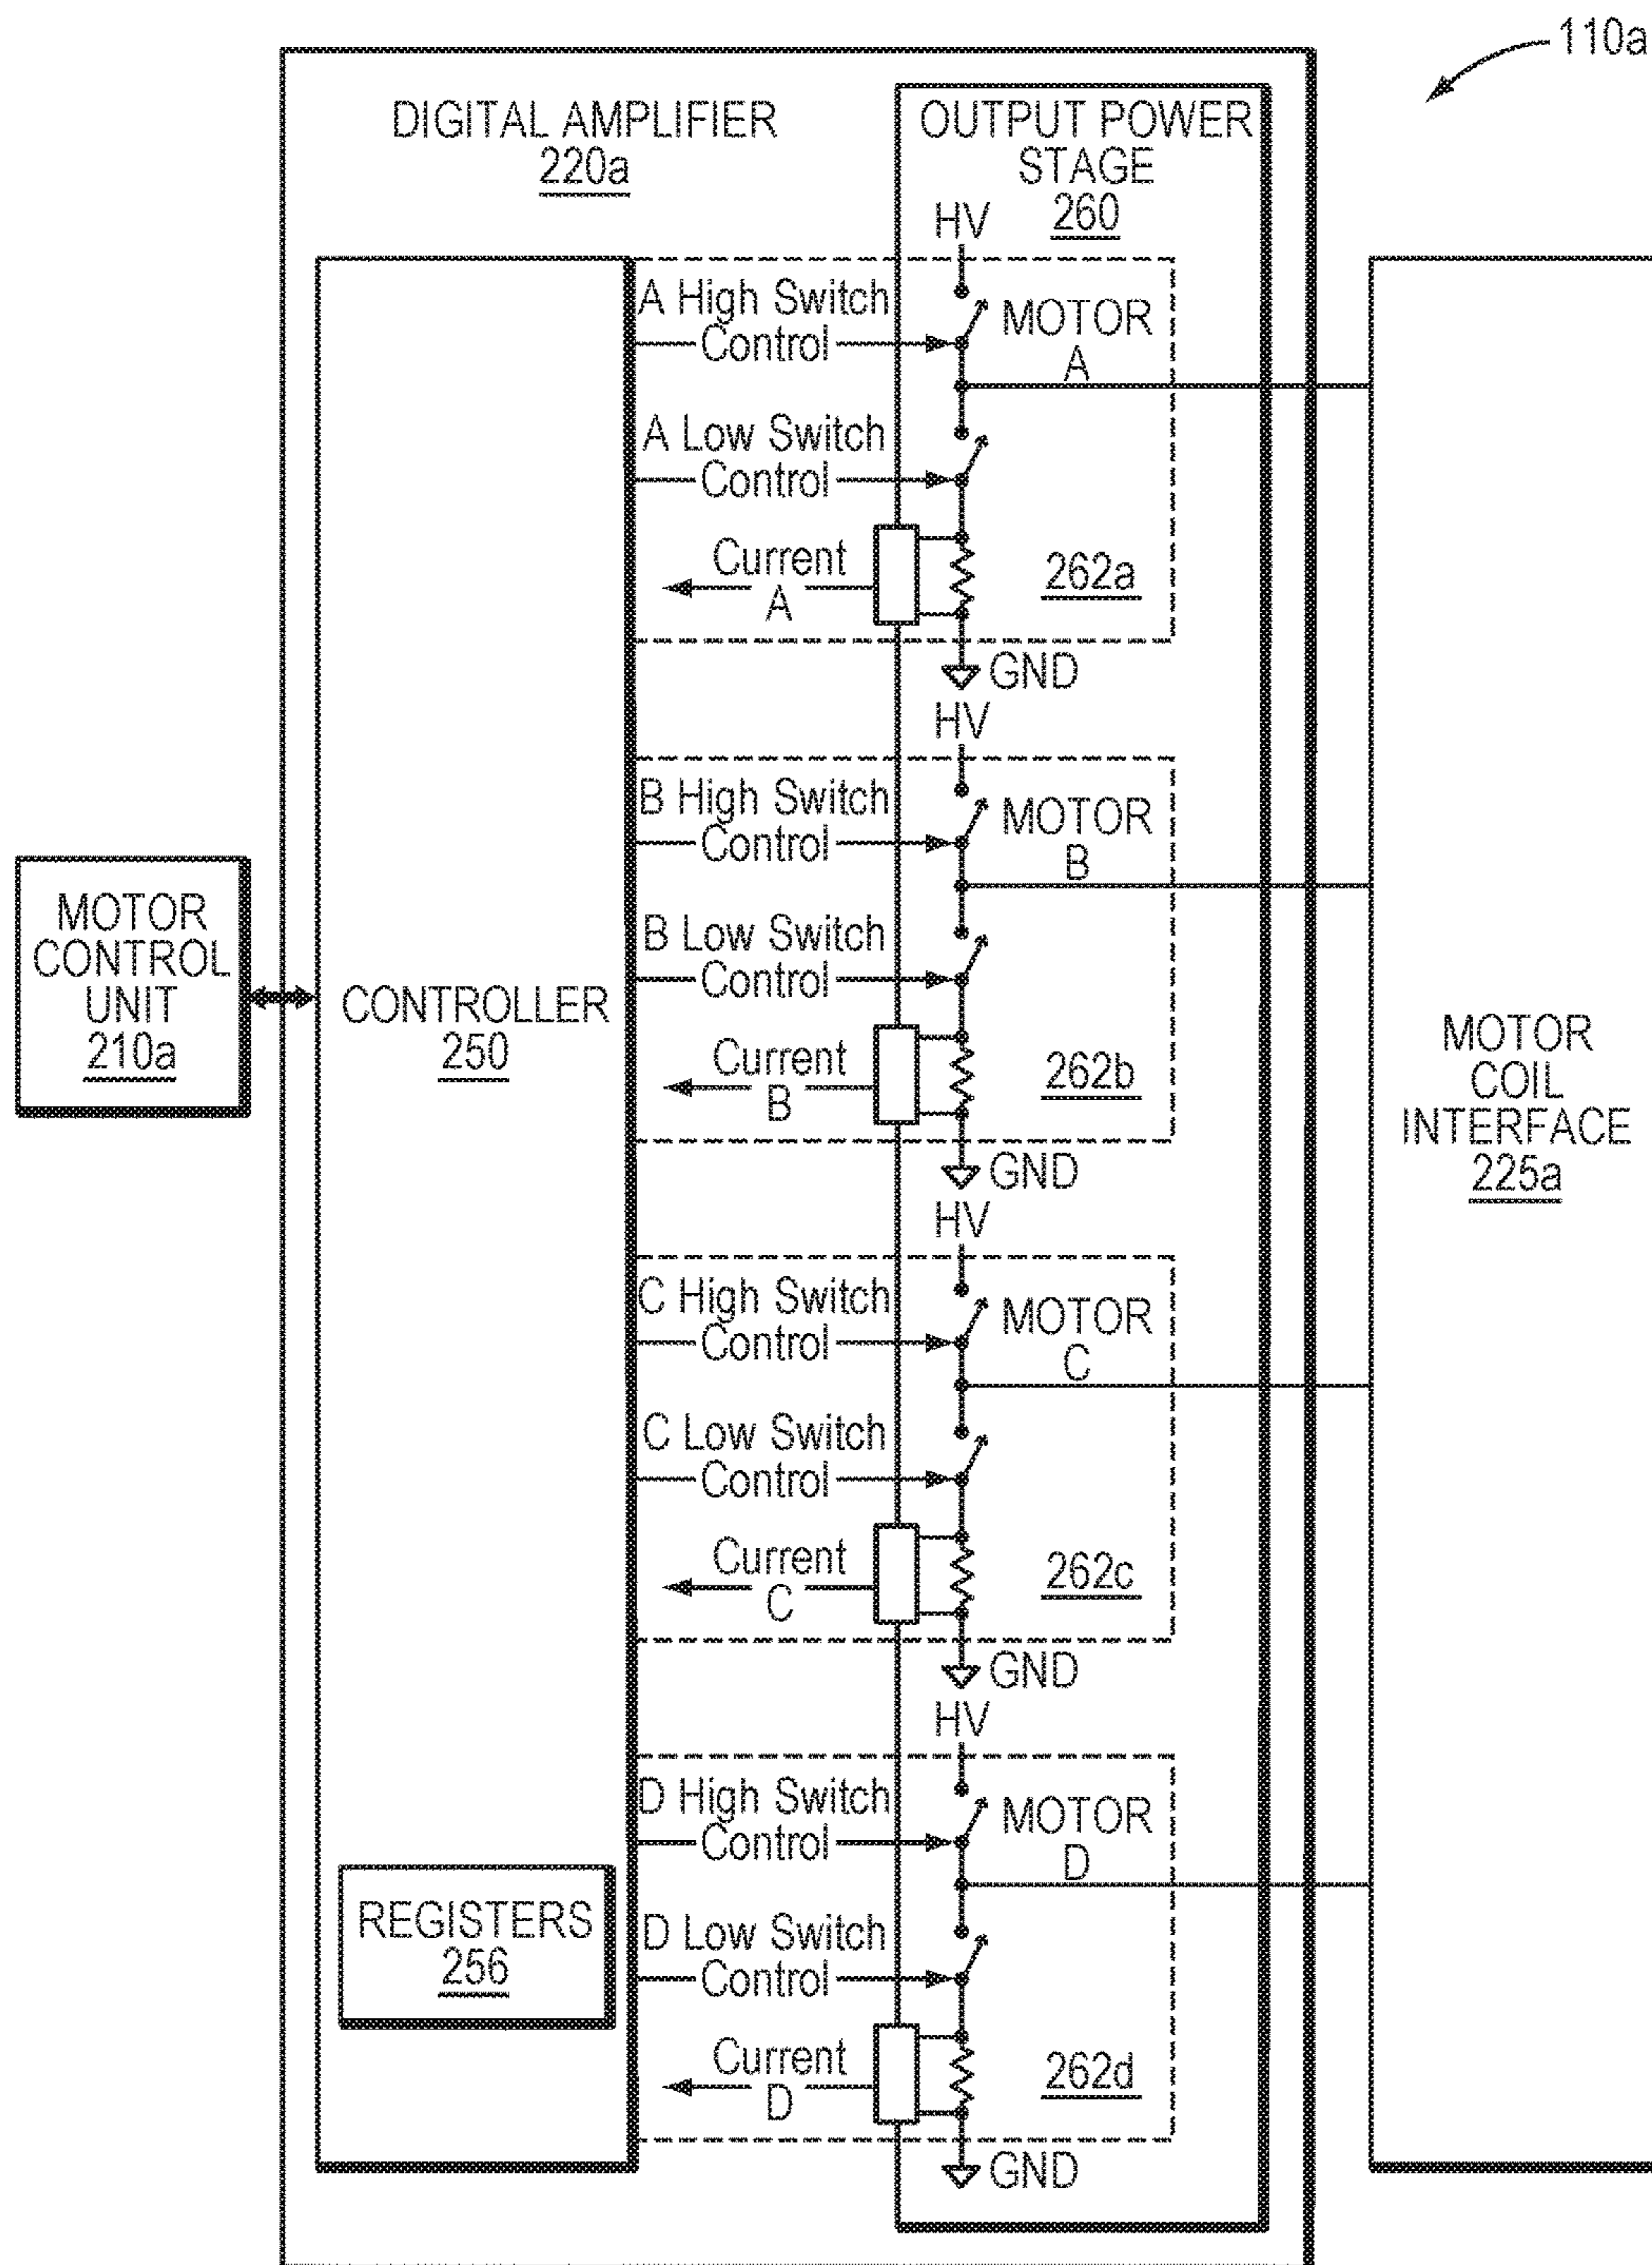 110a
DIGITAL AMPLIFIER
220a
OUTPUT POWER
STAGE
260
HV
A High Switch
Control
MOTOR
A
A Low Switch
Control
Current
A
262a
GND
HV
B High Switch
Control
MOTOR
B
B Low Switch
Control
Current
B
262b
GND
MOTOR
CONTROL
UNIT
210a
CONTROLLER
250
MOTOR
COIL
INTERFACE
225a
HV
C High Switch
Control
MOTOR
C
C Low Switch
Control
Current
C
262c
GND
HV
D High Switch
Control
MOTOR
D
REGISTERS
256
D Low Switch
Control
Current
D
262d
GND